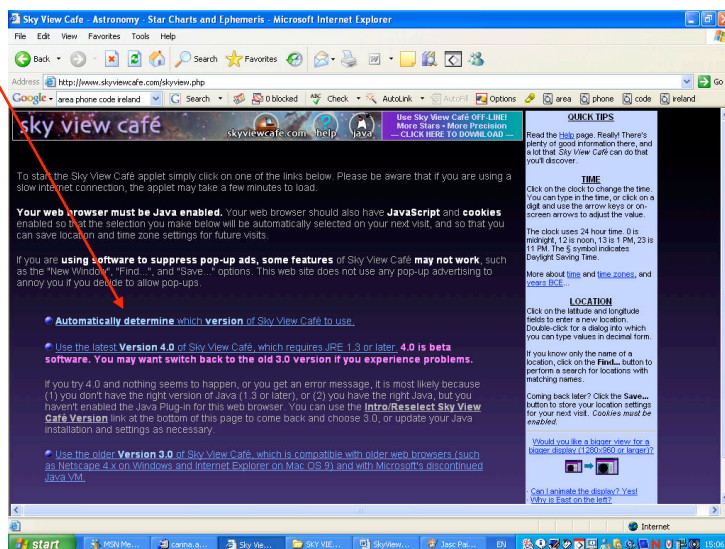 Sky View Cafe - Astronomy - Star Charts and Ephemeris - Microsoft Internet Explorer
File Edit View Favorites Tools Help
Back Search Favorites
Address http://www.skyviewcafe.com/skyview.php Go
Google area phone code ireland Search 0 blocked Check AutoLink AutoFill Options area phone code ireland
sky view café
skyviewcafe.com help java
Use Sky View Café OFF-LINE!
More Stars • More Precision
— CLICK HERE TO DOWNLOAD —
To start the Sky View Café applet simply click on one of the links below. Please be aware that if you are using a
slow internet connection, the applet may take a few minutes to load.
Your web browser must be Java enabled. Your web browser should also have JavaScript and cookies
enabled so that the selection you make below will be automatically selected on your next visit, and so that you
can save location and time zone settings for future visits.
If you are using software to suppress pop-up ads, some features of Sky View Café may not work, such
as the "New Window", "Find...", and "Save..." options. This web site does not use any pop-up advertising to
annoy you if you decide to allow pop-ups.
Automatically determine which version of Sky View Café to use.
Use the latest Version 4.0 of Sky View Café, which requires JRE 1.3 or later. 4.0 is beta
software. You may want switch back to the old 3.0 version if you experience problems.
If you try 4.0 and nothing seems to happen, or you get an error message, it is most likely because
(1) you don't have the right version of Java (1.3 or later), or (2) you have the right Java, but you
haven't enabled the Java Plug-in for this web browser. You can use the Intro/Reselect Sky View
Café Version link at the bottom of this page to come back and choose 3.0, or update your Java
installation and settings as necessary.
Use the older Version 3.0 of Sky View Café, which is compatible with older web browsers (such
as Netscape 4.x on Windows and Internet Explorer on Mac OS 9) and with Microsoft's discontinued
Java VM.
QUICK TIPS
Read the Help page. Really! There's
plenty of good information there, and
a lot that Sky View Café can do that
you'll discover.
TIME
Click on the clock to change the time.
You can type in the time, or click on a
digit and use the arrow keys or on-
screen arrows to adjust the value.
The clock uses 24 hour time. 0 is
midnight, 12 is noon, 13 is 1 PM, 23 is
11 PM. The § symbol indicates
Daylight Saving Time.
More about time and time zones, and
years BCE...
LOCATION
Click on the latitude and longitude
fields to enter a new location.
Double-click for a dialog into which
you can type values in decimal form.
If you know only the name of a
location, click on the Find... button to
perform a search for locations with
matching names.
Coming back later? Click the Save...
button to store your location settings
for your next visit. Cookies must be
enabled.
Would you like a bigger view for a
bigger display (1280x960 or larger)?
- Can I animate the display? Yes!
- Why is East on the left?
Internet
start MSN Me... carina.a... Sky Vie... SKY VIE... SkyView... Jasc Pai... EN 15:06